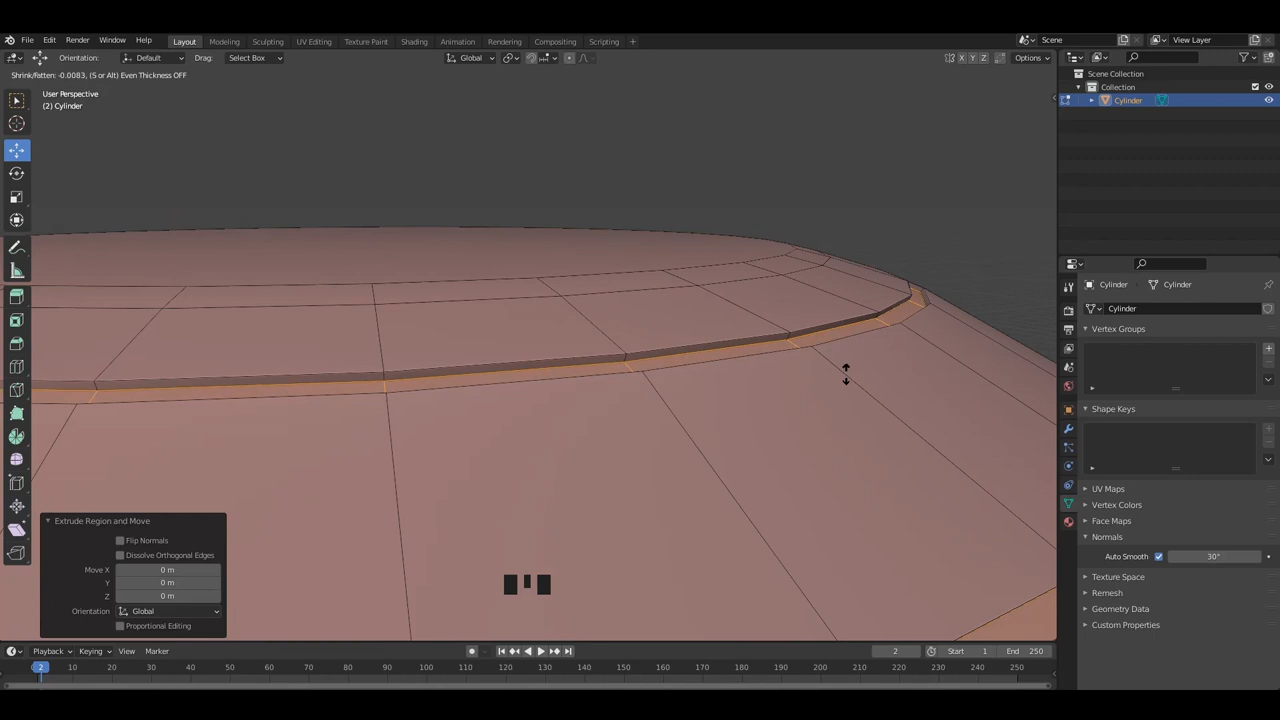 File Edit Render Window Help Layout Modeling Sculpting UV Editing Texture Paint Shading Animation Rendering Compositing Scripting + Scene View Layer
Orientation: Default Drag: Select Box Global X Y Z Options
Shrink/Fatten: -0.0083, (S or Alt) Even Thickness OFF
User Perspective
(2) Cylinder
Scene Collection
Collection
Cylinder
Cylinder Cylinder
Cylinder
Vertex Groups
Shape Keys
UV Maps
Vertex Colors
Face Maps
Normals
Auto Smooth 30°
Texture Space
Remesh
Geometry Data
Custom Properties
Extrude Region and Move
Flip Normals
Dissolve Orthogonal Edges
Move X 0 m
Y 0 m
Z 0 m
Orientation Global
Proportional Editing
Playback Keying View Marker 2 Start 1 End 250
2 10 20 30 40 50 60 70 80 90 100 110 120 130 140 150 160 170 180 190 200 210 220 230 240 250